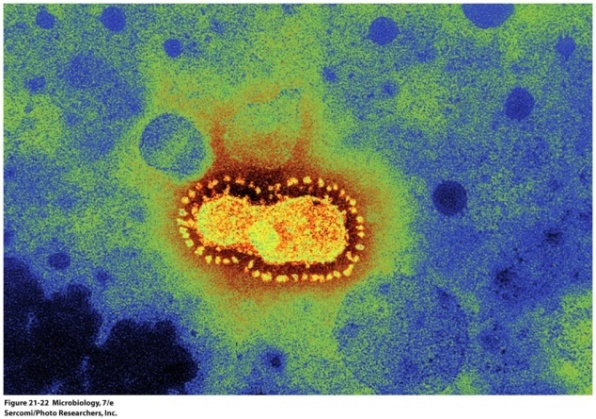 Figure 21-22 Microbiology, 7/e
Sercomi/Photo Researchers, Inc.